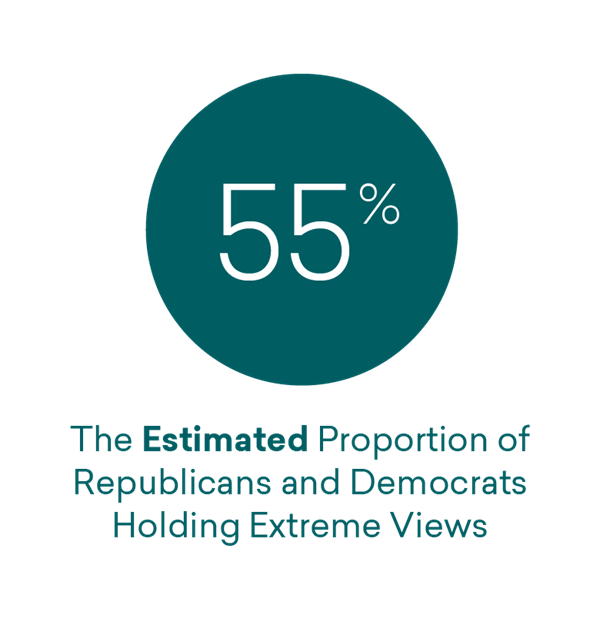 55%
The Estimated Proportion of
Republicans and Democrats
Holding Extreme Views